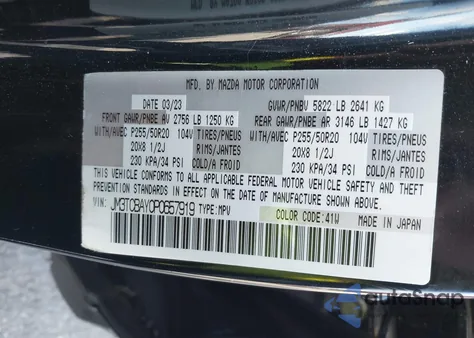 MFD. BY MAZDA MOTOR CORPORATION
DATE 03/23
GVWR/PNBV 5822 LB 2641 KG
FRONT GAWR/PNBE AV 2756 LB 1250 KG
REAR GAWR/PNBE AR 3146 LB 1427 KG
WITH/AVEC P255/50R20 104V TIRES/PNEUS
WITH/AVEC P255/50R20 104V TIRES/PNEUS
20X8 1/2J RIMS/JANTES
20X8 1/2J RIMS/JANTES
230 KPA/34 PSI COLD/A FROID
230 KPA/34 PSI COLD/A FROID
THIS VEHICLE CONFORMS TO ALL APPLICABLE FEDERAL MOTOR VEHICLE SAFETY AND THEFT
PREVENTION STANDARDS IN EFFECT ON THE DATE OF MANUFACTURE SHOWN ABOVE.
VIN: TYPE:MPV
COLOR CODE:41W MADE IN JAPAN
autoSnap